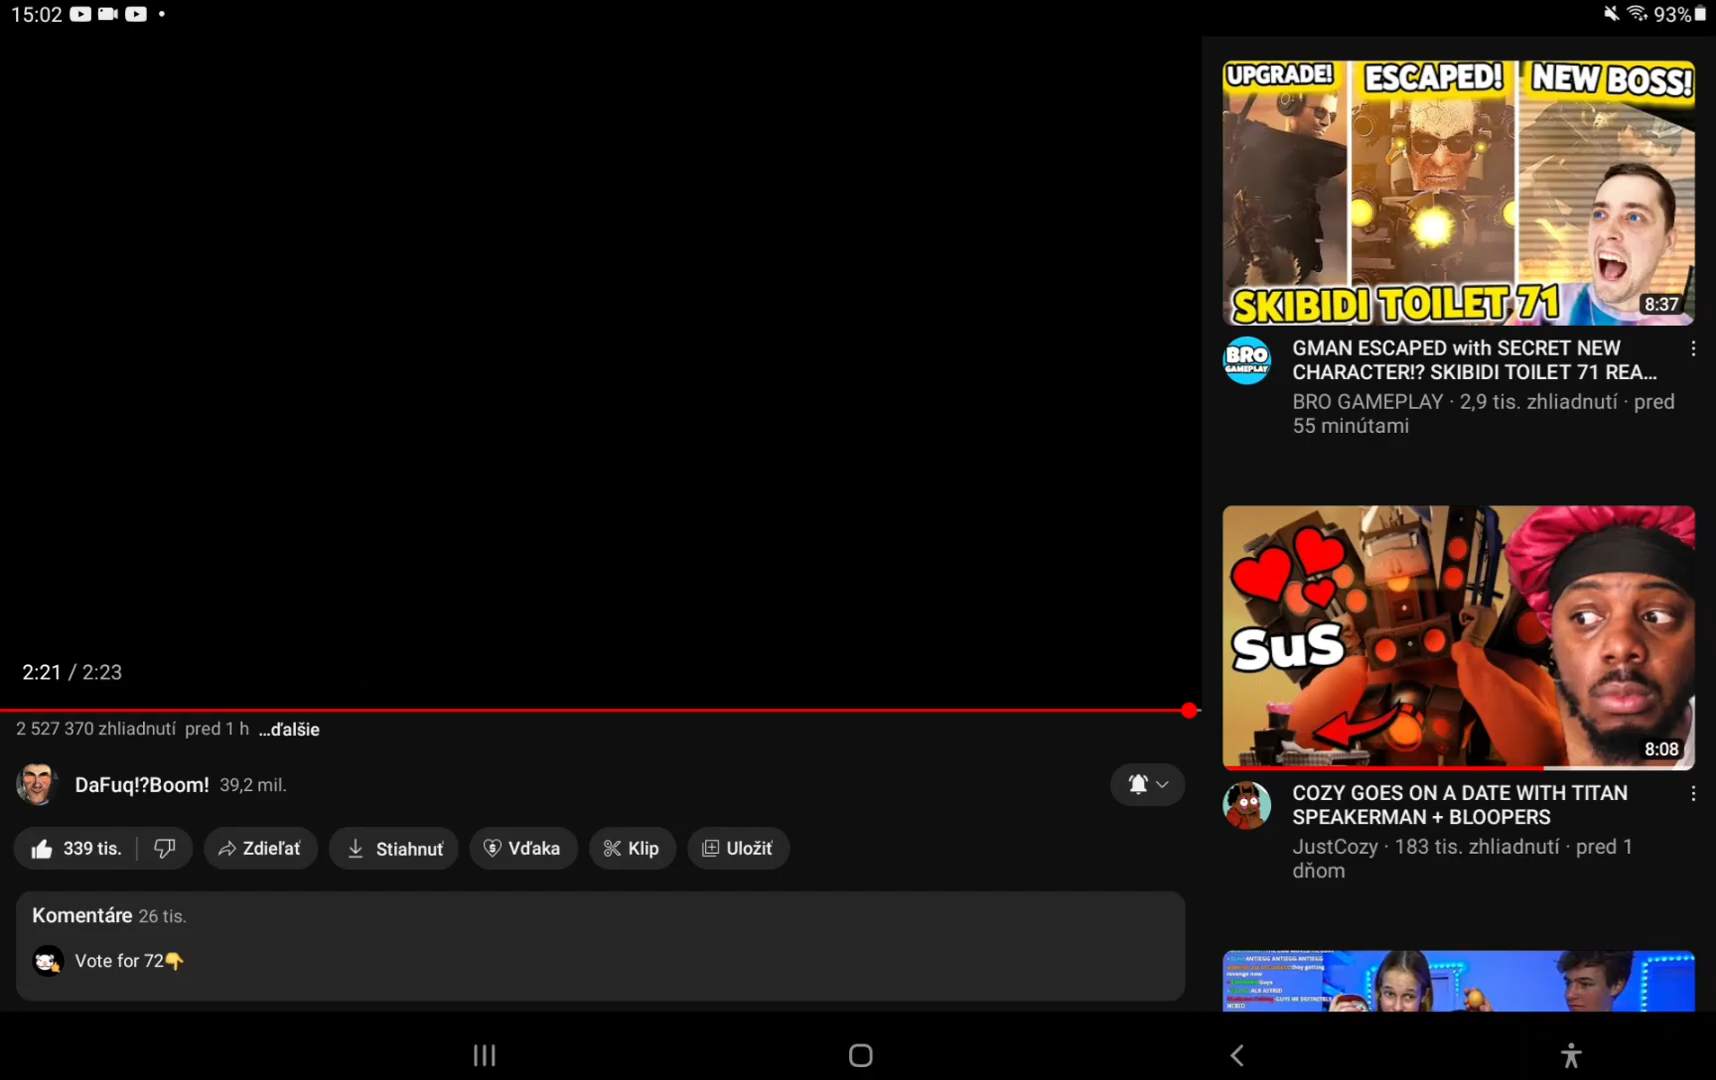 15:02
93%
2:21 / 2:23
2 527 370 zhliadnutí pred 1 h ...ďalšie
DaFuq!?Boom! 39,2 mil.
339 tis.
Zdieľať
Stiahnuť
Vďaka
Klip
Uložiť
Komentáre 26 tis.
Vote for 72
UPGRADE!
ESCAPED!
NEW BOSS!
SKIBIDI TOILET 71
8:37
BRO
GAMEPLAY
GMAN ESCAPED with SECRET NEW
CHARACTER!? SKIBIDI TOILET 71 REA...
BRO GAMEPLAY · 2,9 tis. zhliadnutí · pred
55 minútami
SuS
8:08
COZY GOES ON A DATE WITH TITAN
SPEAKERMAN + BLOOPERS
JustCozy · 183 tis. zhliadnutí · pred 1
dňom